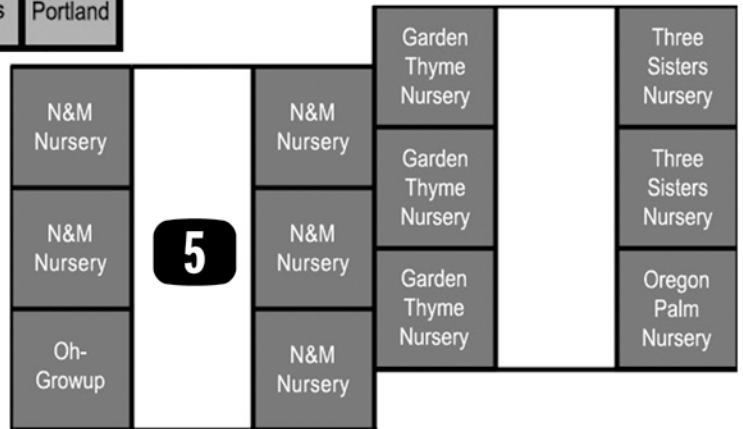 s
Portland
Garden
Thyme
Nursery
Three
Sisters
Nursery
N&M
Nursery
N&M
Nursery
Garden
Thyme
Nursery
Three
Sisters
Nursery
N&M
Nursery
5
N&M
Nursery
Garden
Thyme
Nursery
Oregon
Palm
Nursery
Oh-
Growup
N&M
Nursery